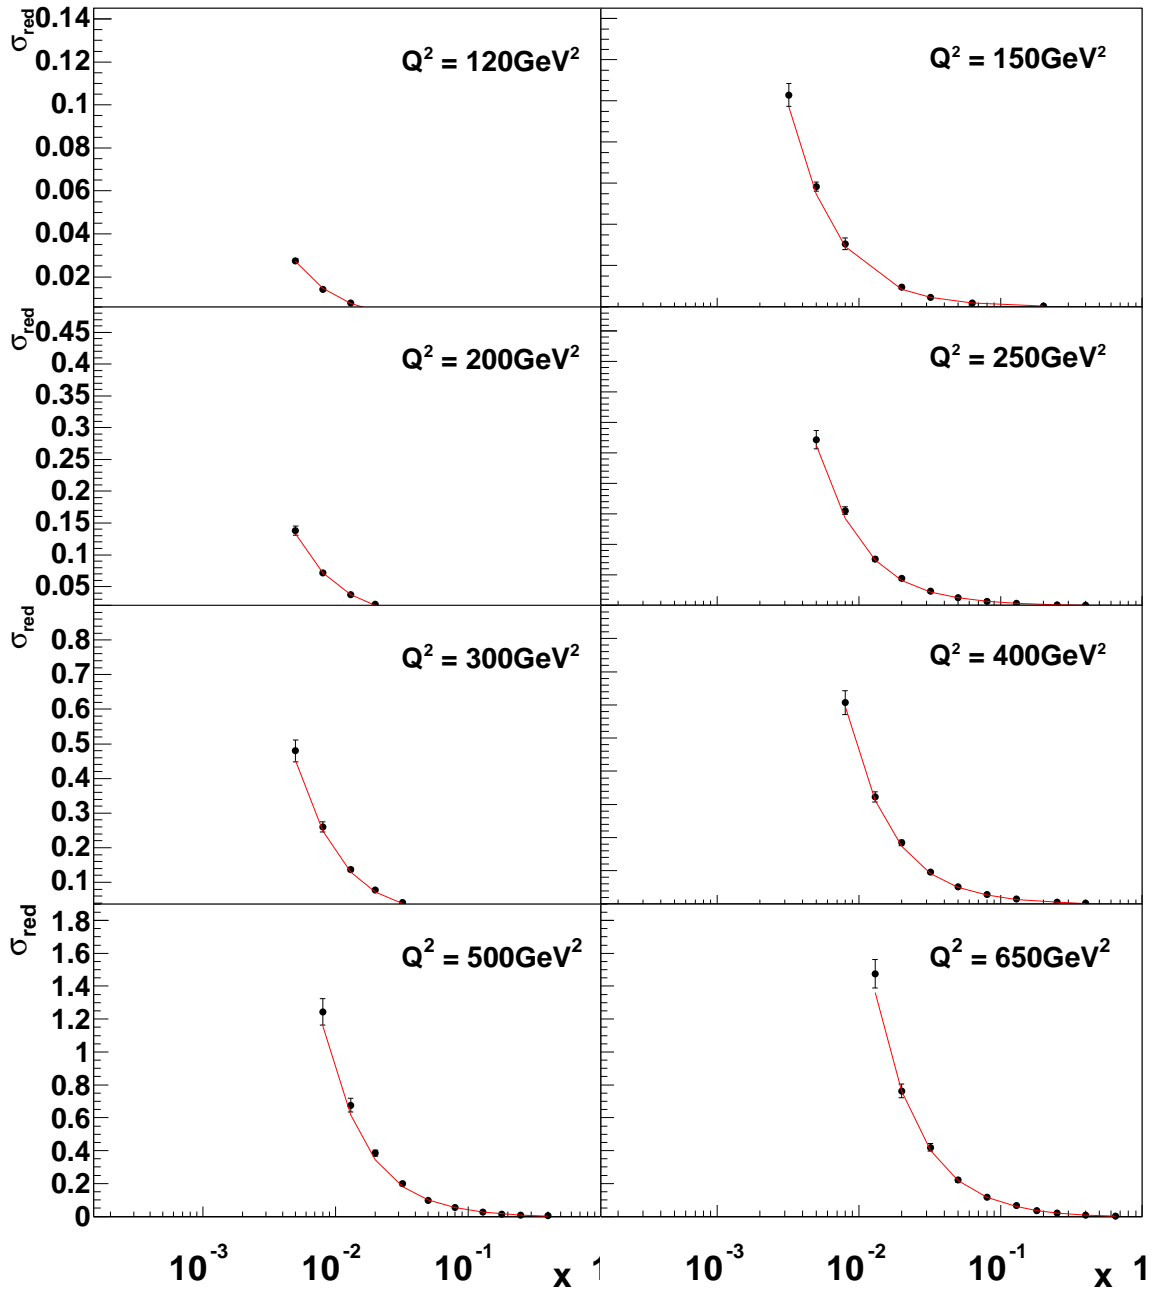 σred
0.14
0.12
0.1
0.08
0.06
0.04
0.02
Q² = 120GeV²
Q² = 150GeV²
σred
0.45
0.4
0.35
0.3
0.25
0.2
0.15
0.1
0.05
Q² = 200GeV²
Q² = 250GeV²
σred
0.8
0.7
0.6
0.5
0.4
0.3
0.2
0.1
Q² = 300GeV²
Q² = 400GeV²
σred
1.8
1.6
1.4
1.2
1
0.8
0.6
0.4
0.2
0
Q² = 500GeV²
Q² = 650GeV²
10⁻³ 10⁻² 10⁻¹ x
10⁻³ 10⁻² 10⁻¹ x 1